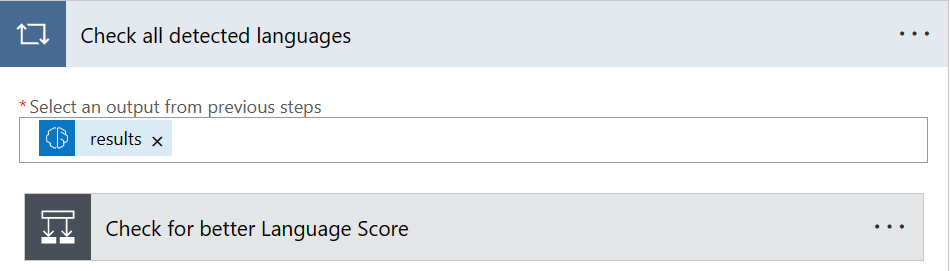 Check all detected languages
*Select an output from previous steps
results ×
Check for better Language Score